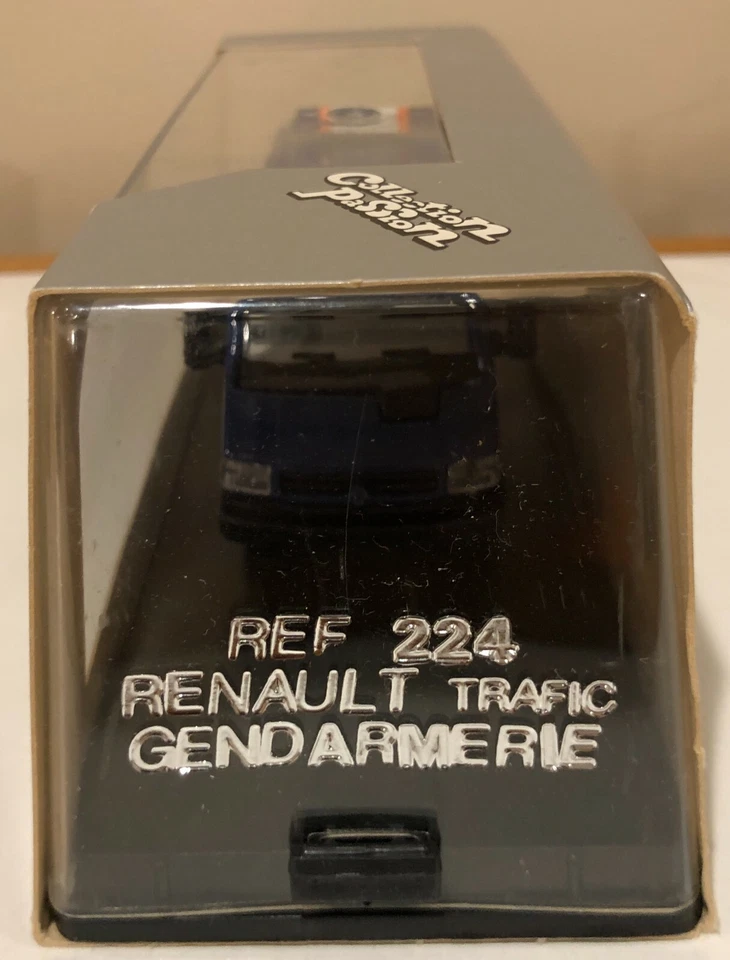 Collection
Passion
REF 224
RENAULT TRAFIC
GENDARMERIE